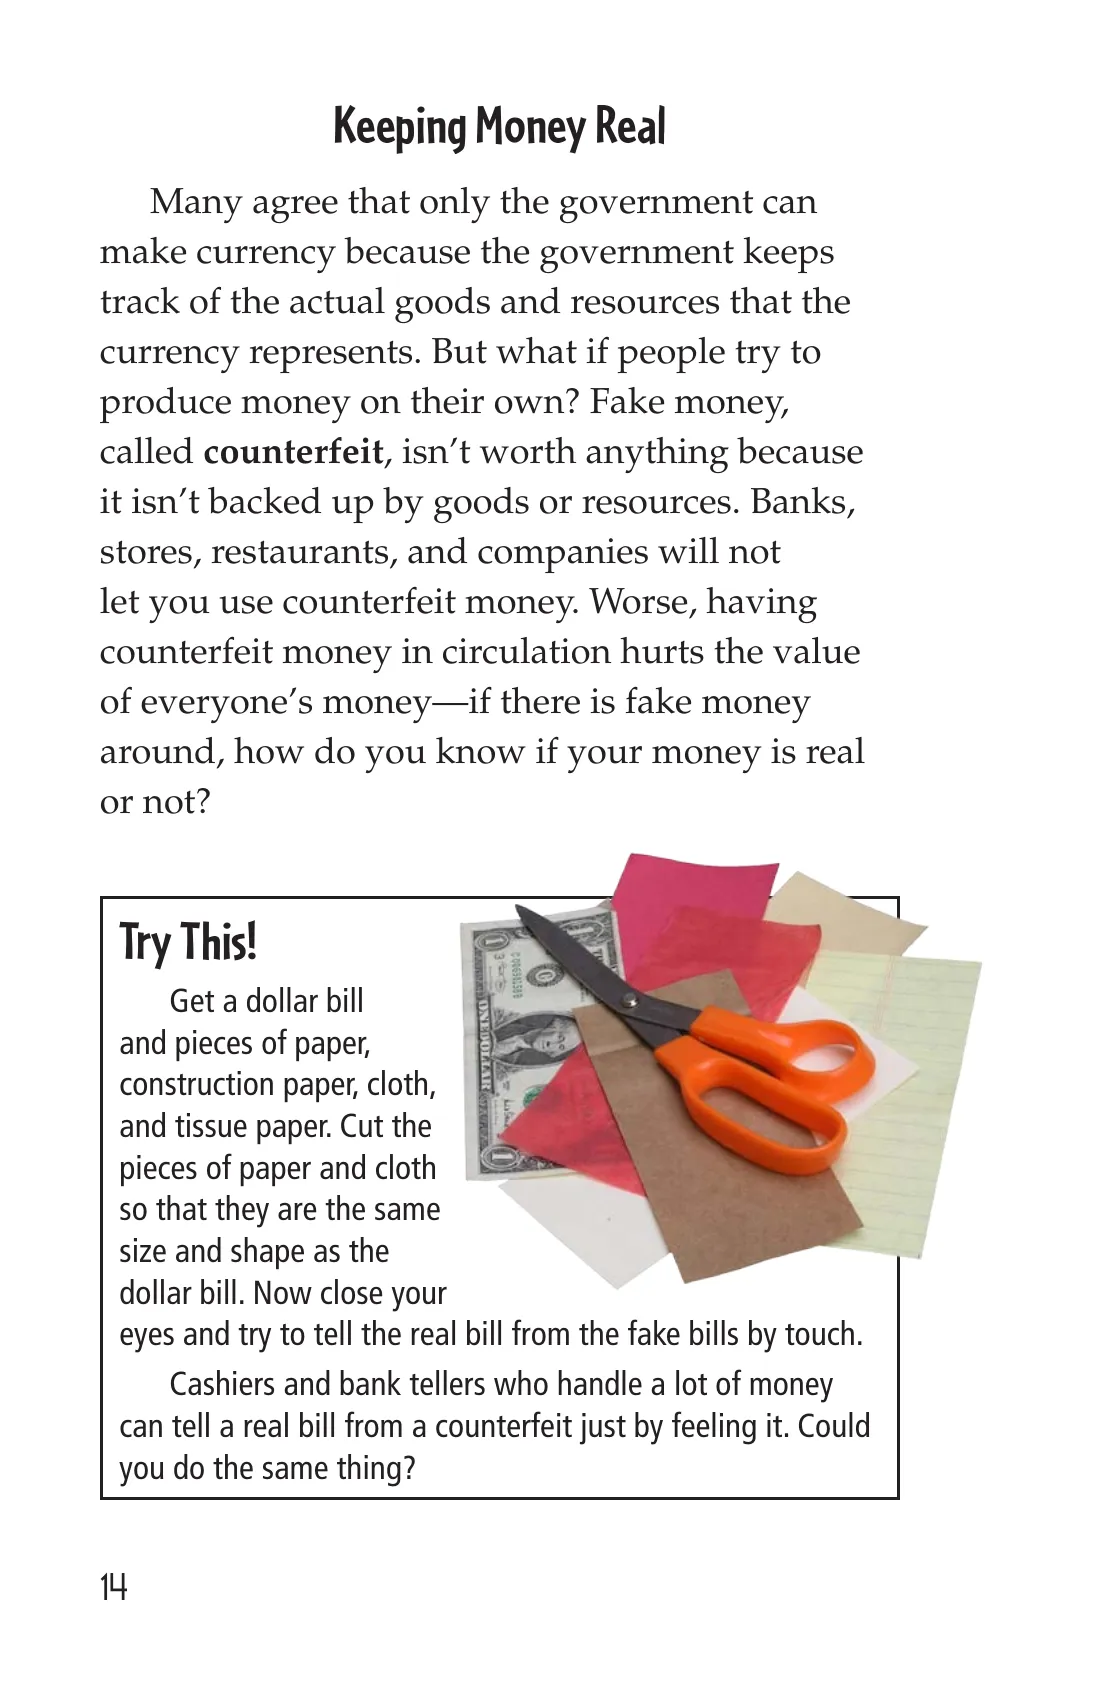 Keeping Money Real
Many agree that only the government can
make currency because the government keeps
track of the actual goods and resources that the
currency represents. But what if people try to
produce money on their own? Fake money,
called counterfeit, isn’t worth anything because
it isn’t backed up by goods or resources. Banks,
stores, restaurants, and companies will not
let you use counterfeit money. Worse, having
counterfeit money in circulation hurts the value
of everyone’s money—if there is fake money
around, how do you know if your money is real
or not?
Try This!
Get a dollar bill
and pieces of paper,
construction paper, cloth,
and tissue paper. Cut the
pieces of paper and cloth
so that they are the same
size and shape as the
dollar bill. Now close your
eyes and try to tell the real bill from the fake bills by touch.
Cashiers and bank tellers who handle a lot of money
can tell a real bill from a counterfeit just by feeling it. Could
you do the same thing?
ONE DOLLAR
1
1
14